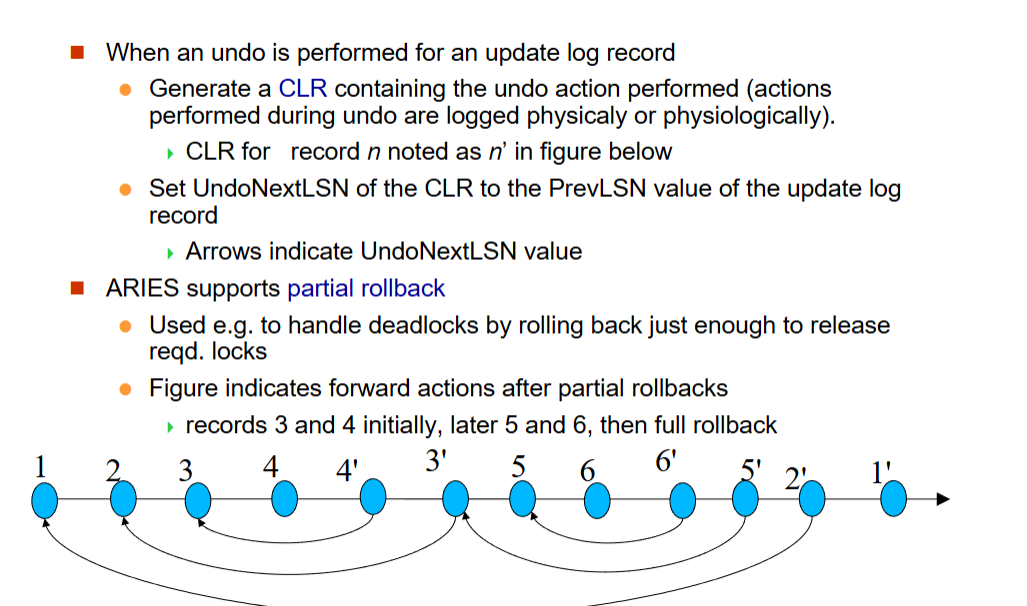 When an undo is performed for an update log record
Generate a CLR containing the undo action performed (actions
performed during undo are logged physicaly or physiologically).
CLR for record n noted as n’ in figure below
Set UndoNextLSN of the CLR to the PrevLSN value of the update log
record
Arrows indicate UndoNextLSN value
ARIES supports partial rollback
Used e.g. to handle deadlocks by rolling back just enough to release
reqd. locks
Figure indicates forward actions after partial rollbacks
records 3 and 4 initially, later 5 and 6, then full rollback
1 2 3 4 4' 3' 5 6 6' 5' 2' 1'